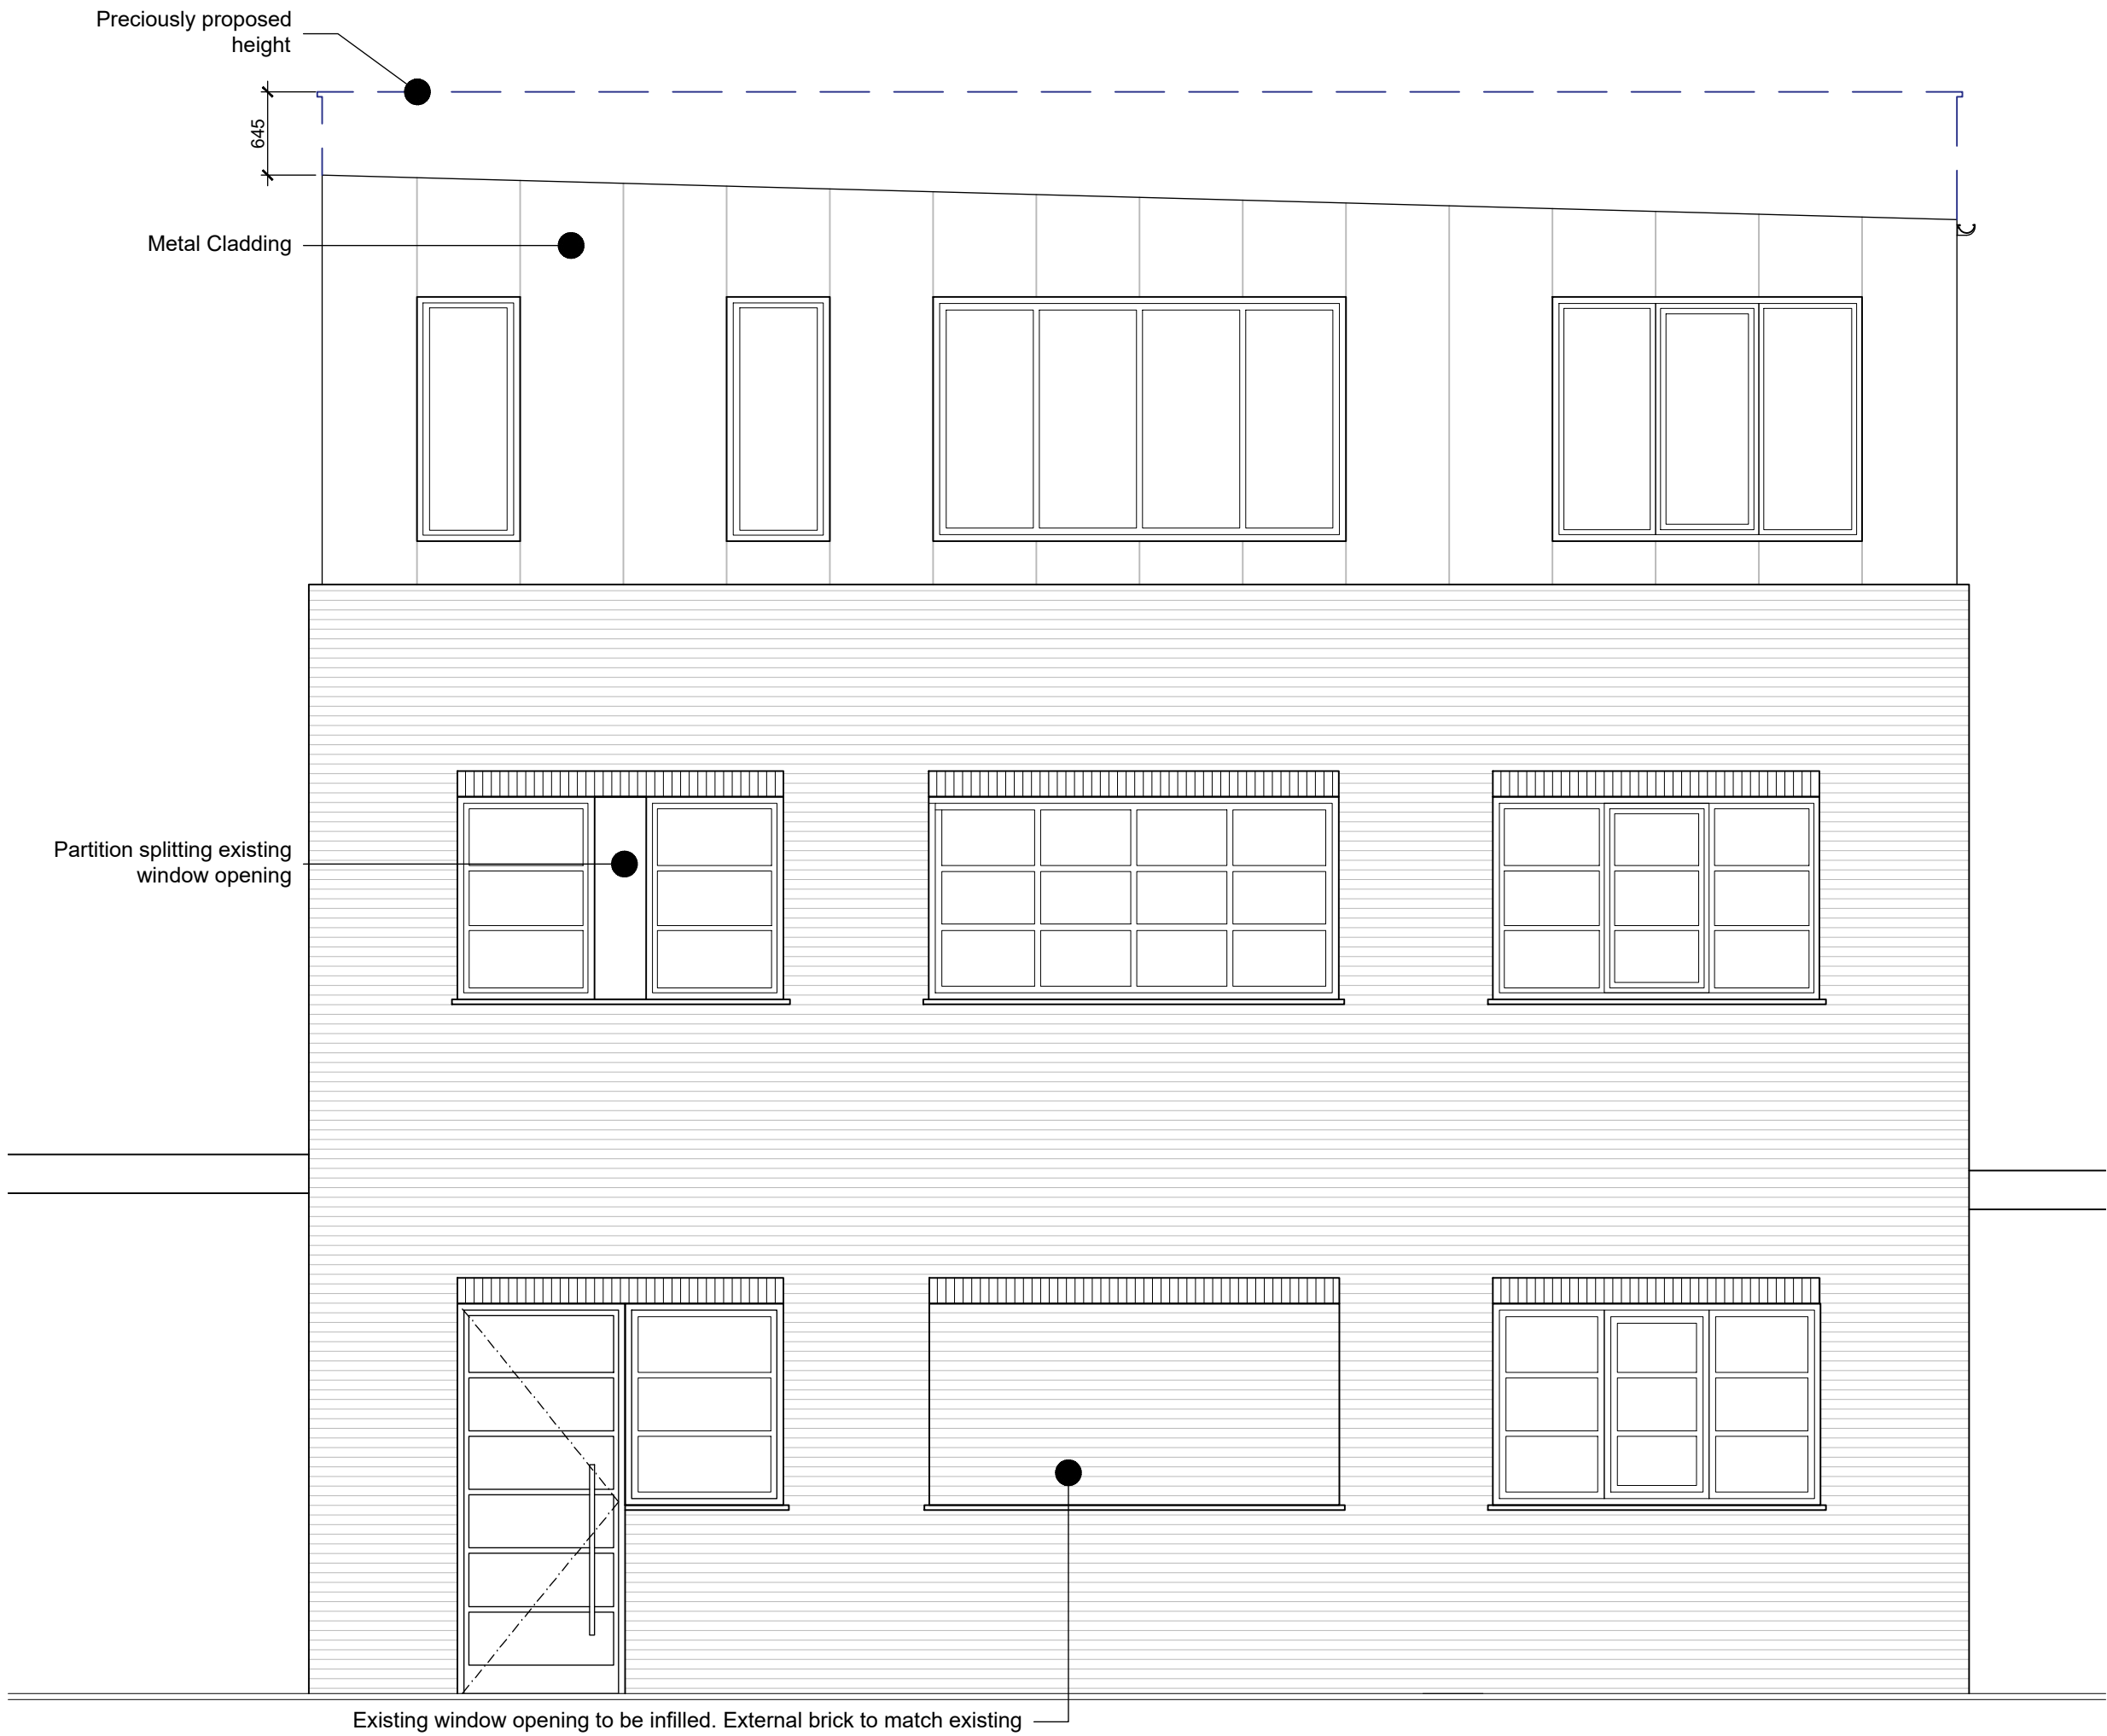 Preciously proposed
height
645
Metal Cladding
Partition splitting existing
window opening
Existing window opening to be infilled. External brick to match existing